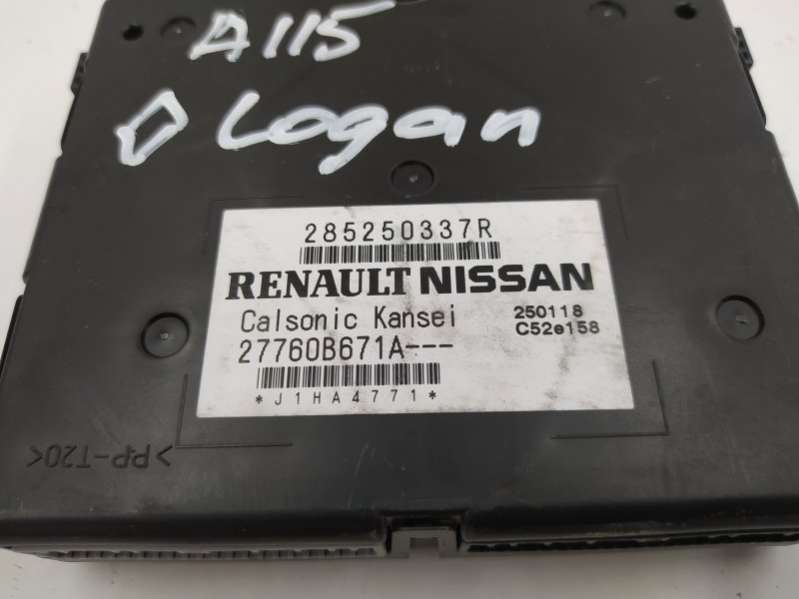 A115
Logan
285250337R
RENAULT NISSAN
Calsonic Kansei 250118
27760B671A--- C52e158
*J1HA4771*
>PP-T20<